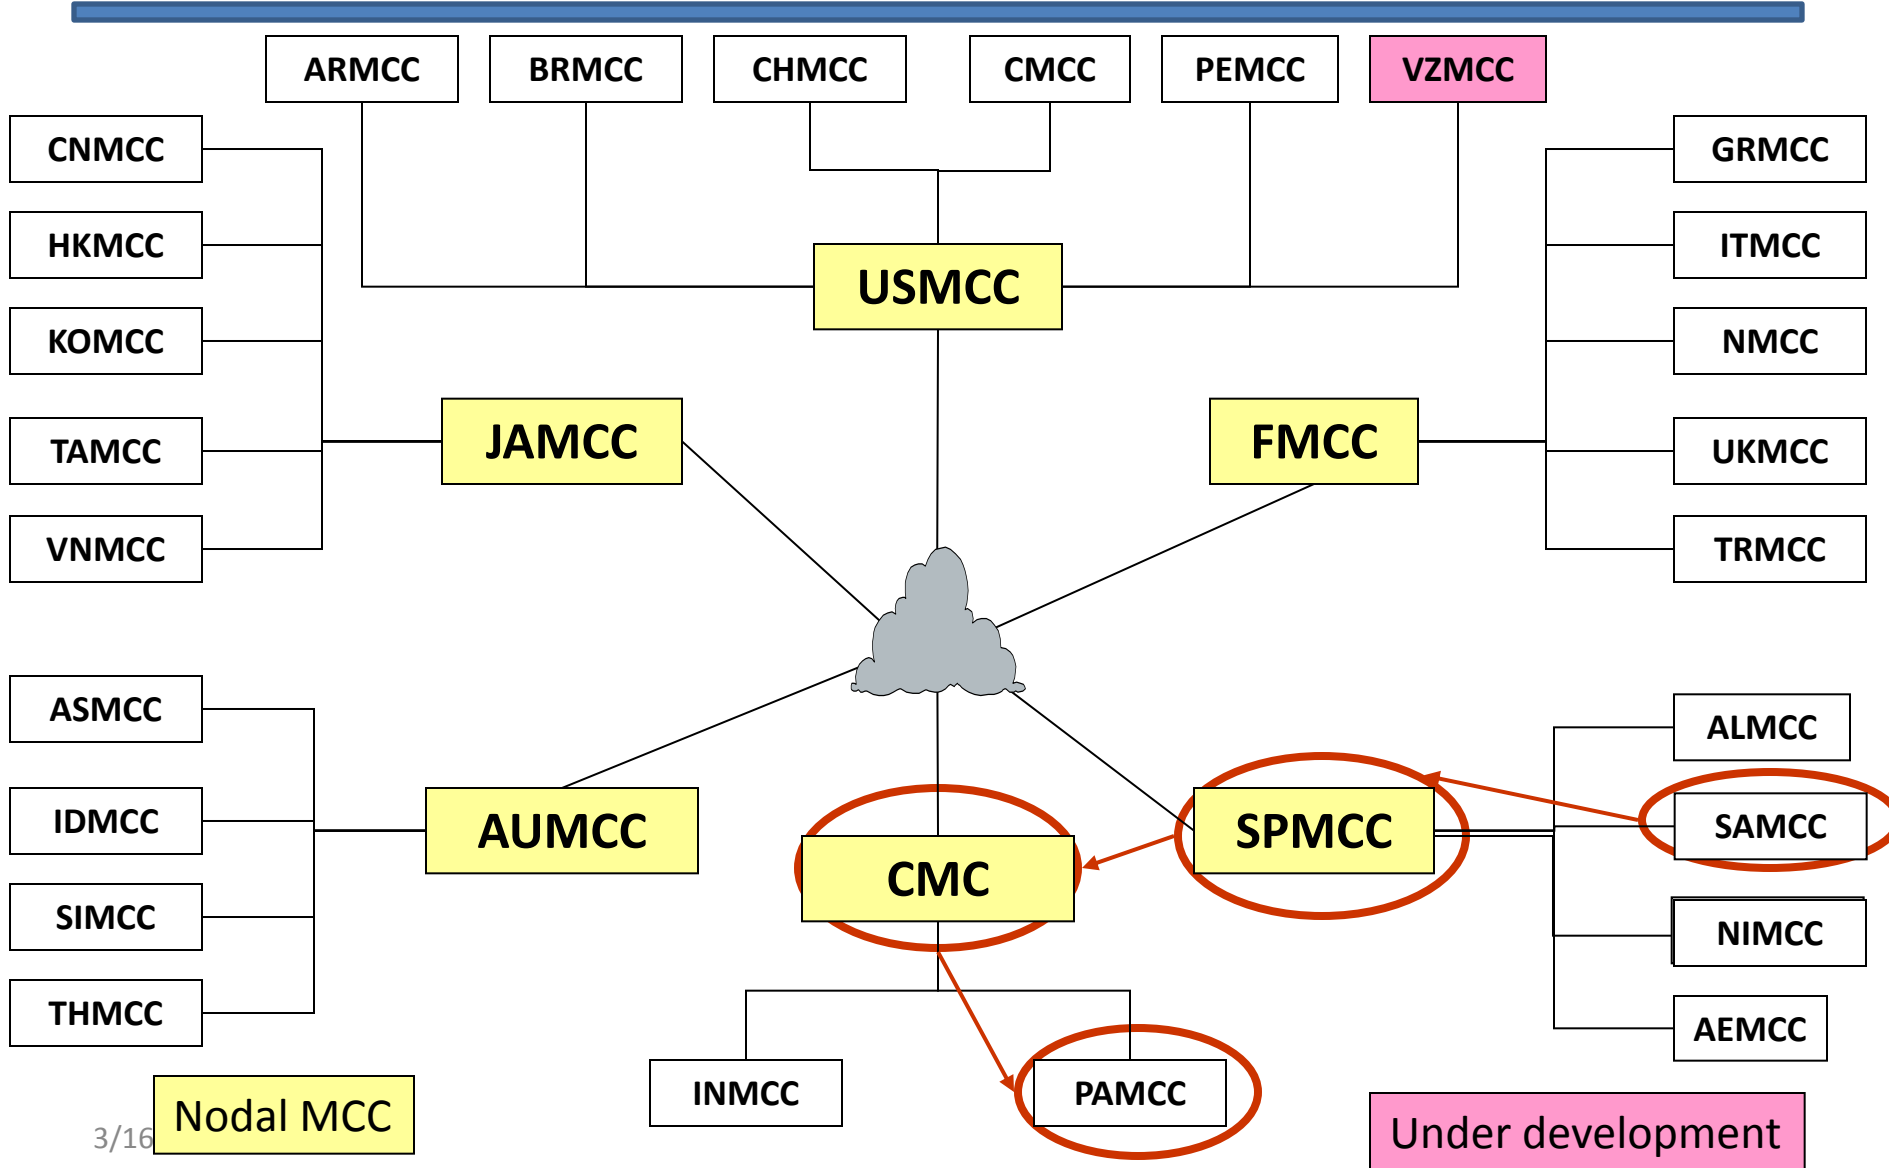 ARMCC
BRMCC
CHMCC
CMCC
PEMCC
VZMCC
CNMCC
HKMCC
KOMCC
TAMCC
VNMCC
GRMCC
ITMCC
NMCC
UKMCC
TRMCC
USMCC
JAMCC
FMCC
ASMCC
IDMCC
SIMCC
THMCC
AUMCC
CMC
SPMCC
ALMCC
SAMCC
NIMCC
AEMCC
INMCC
PAMCC
3/16
Nodal MCC
Under development